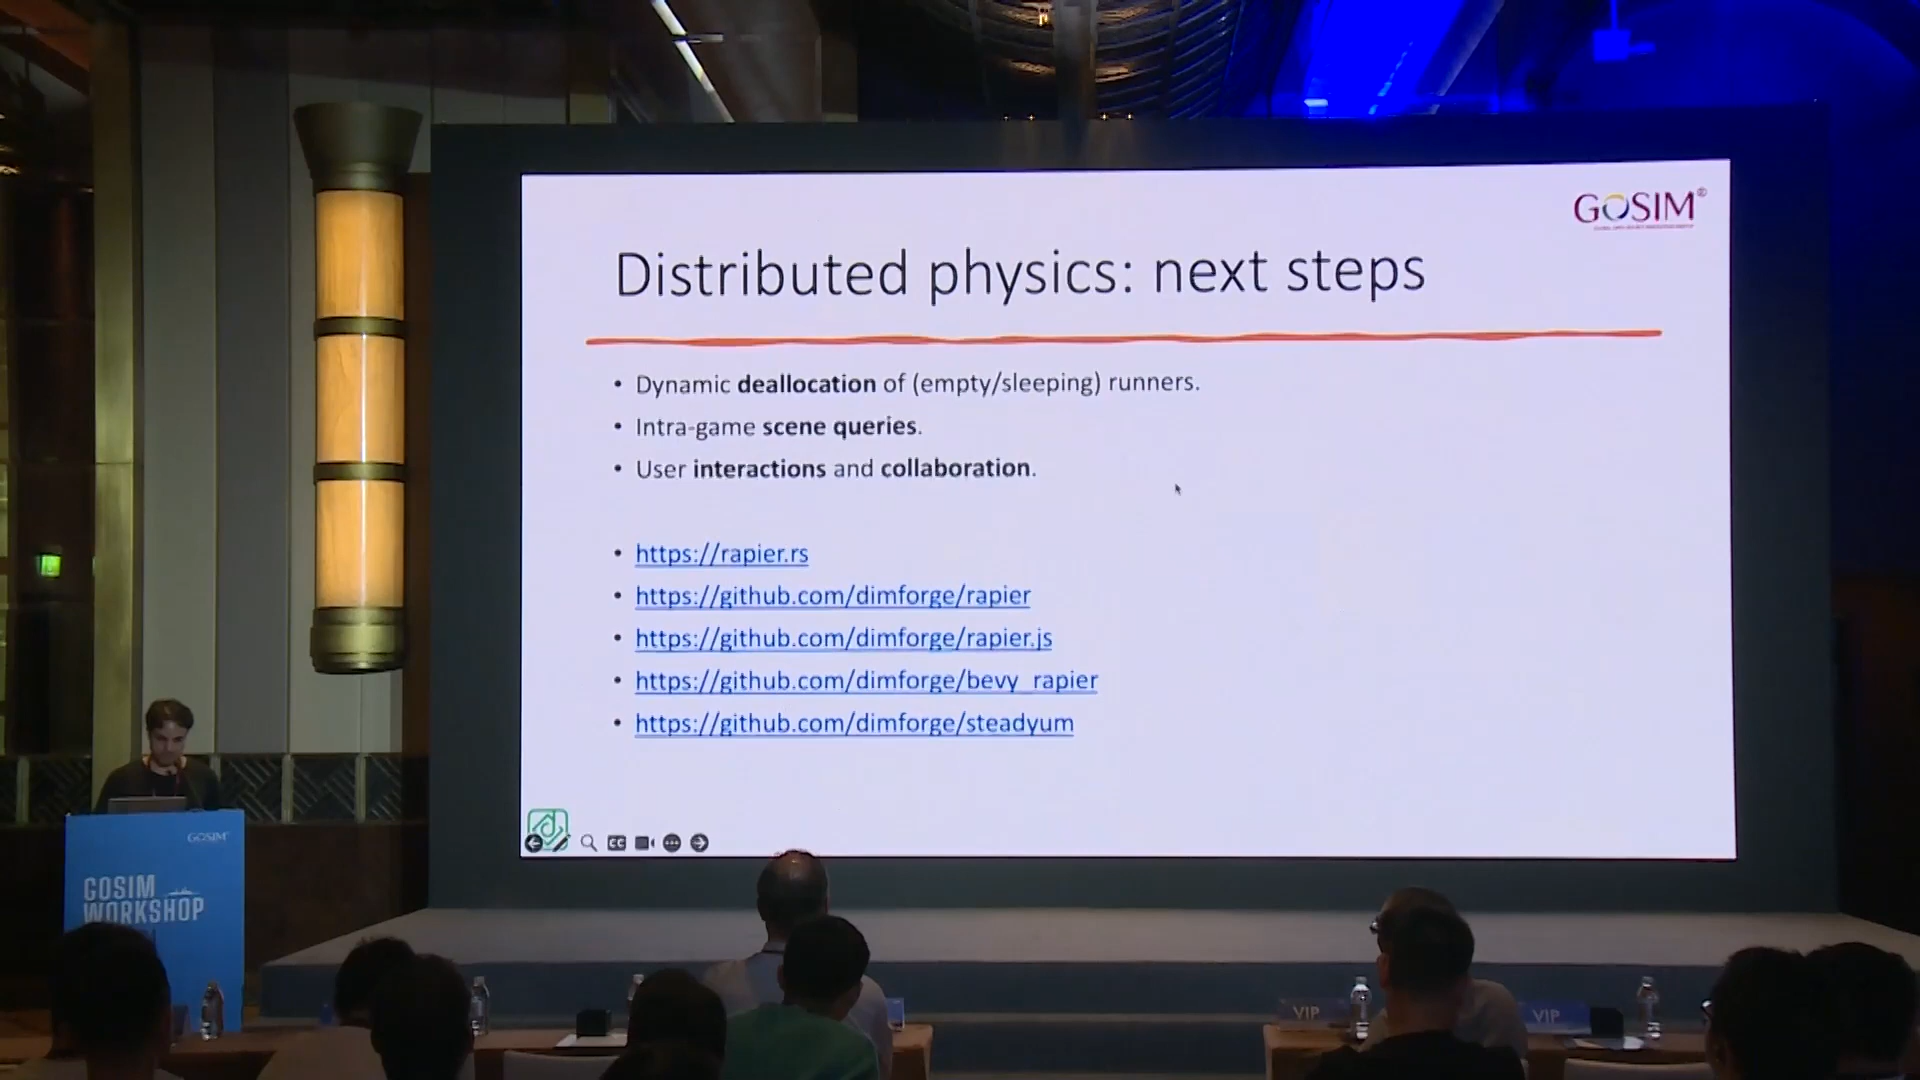 GOSIM®
Distributed physics: next steps
• Dynamic deallocation of (empty/sleeping) runners.
• Intra-game scene queries.
• User interactions and collaboration.
• https://rapier.rs
• https://github.com/dimforge/rapier
• https://github.com/dimforge/rapier.js
• https://github.com/dimforge/bevy_rapier
• https://github.com/dimforge/steadyum
CC
GOSIM
GOSIM
WORKSHOP
VIP
VIP